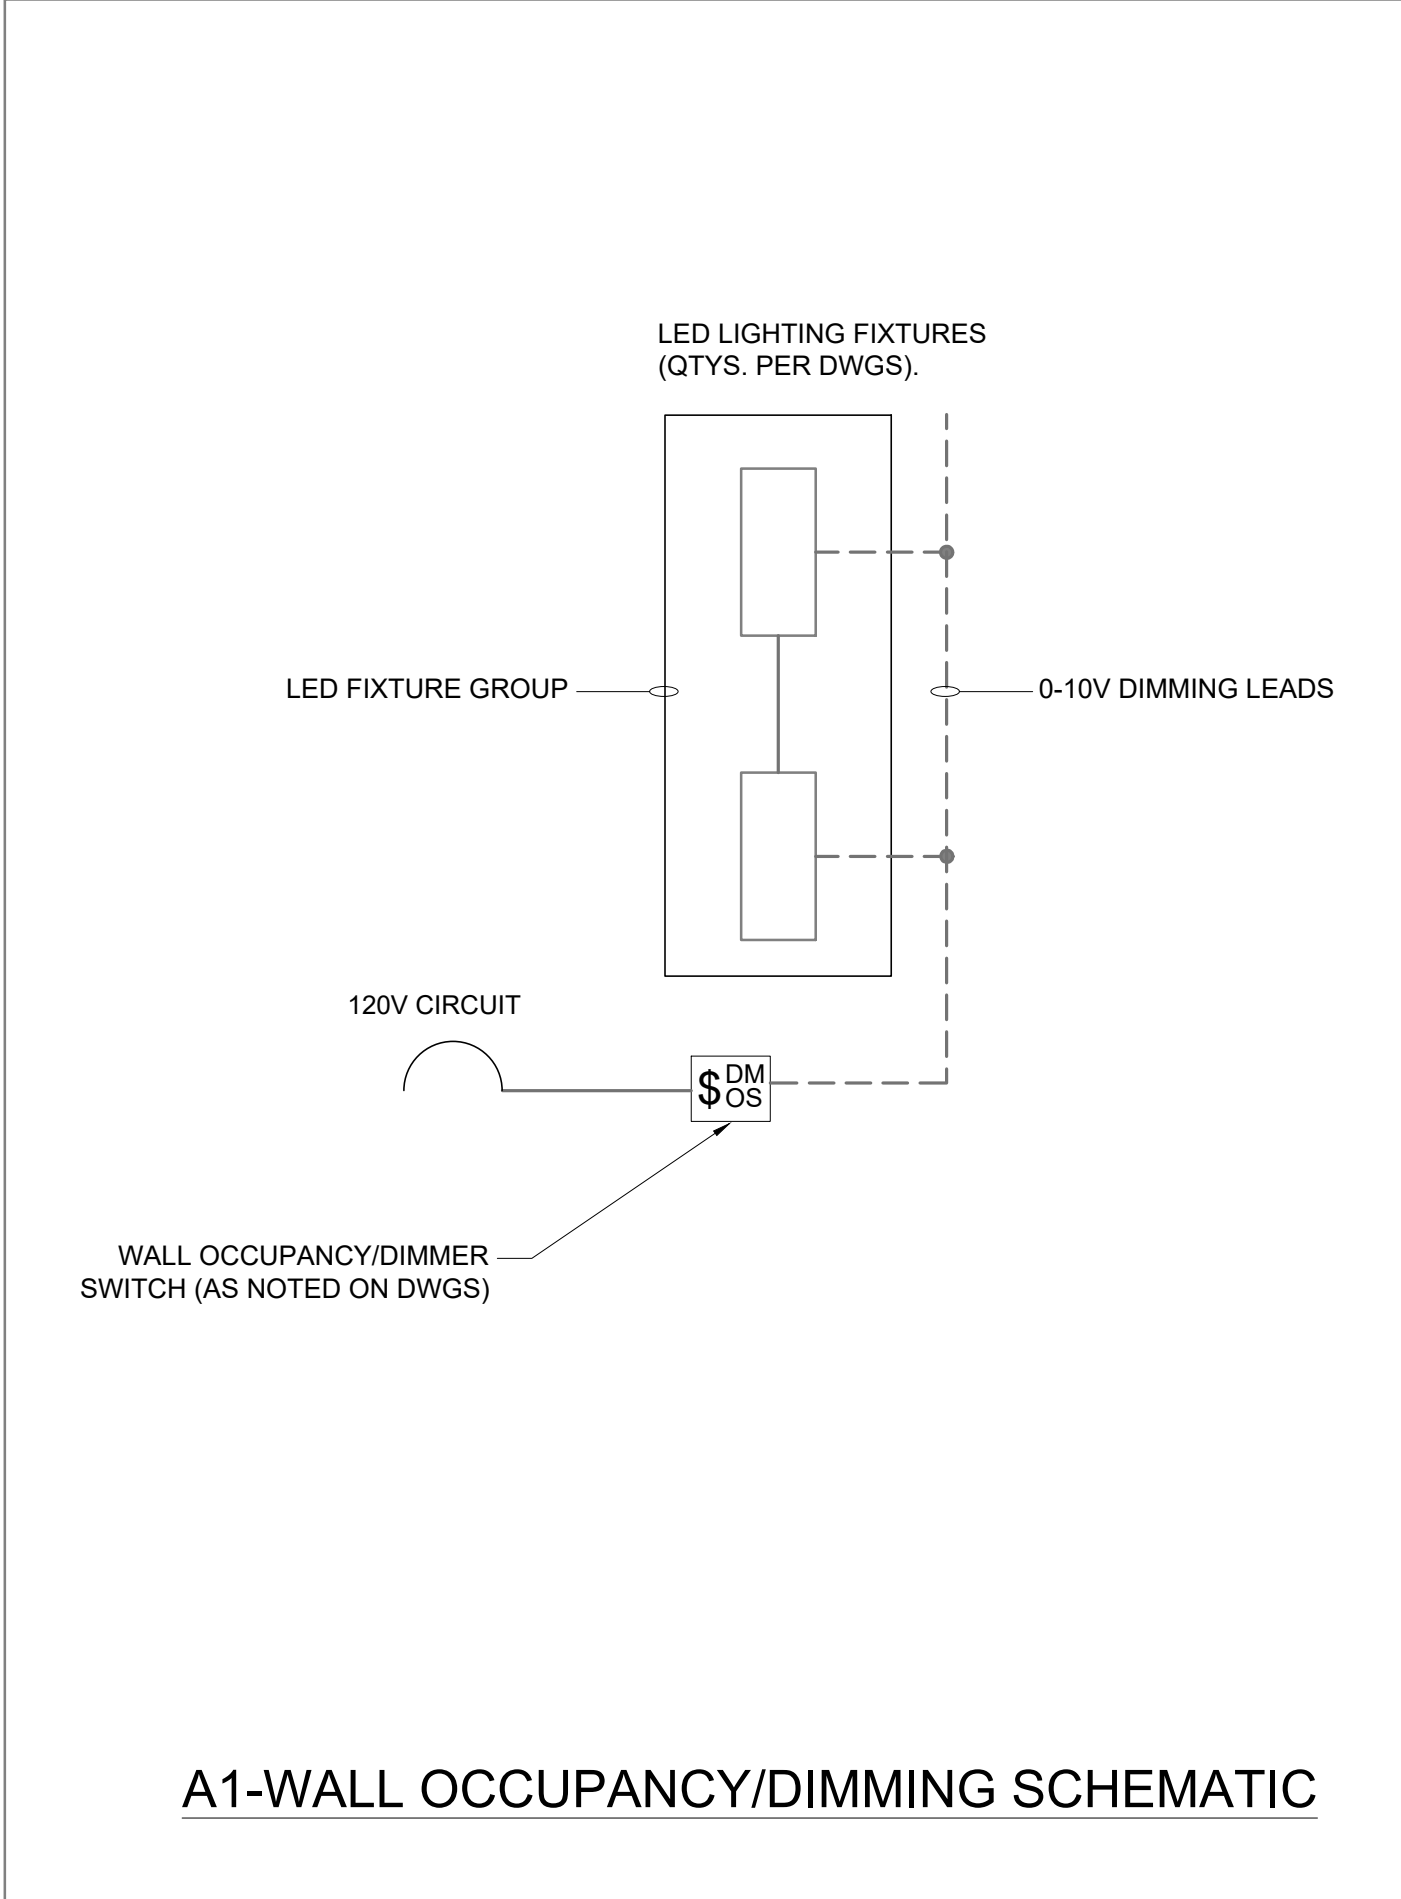 LED LIGHTING FIXTURES
(QTYS. PER DWGS).
LED FIXTURE GROUP
0-10V DIMMING LEADS
120V CIRCUIT
$ DM
OS
WALL OCCUPANCY/DIMMER
SWITCH (AS NOTED ON DWGS)
A1-WALL OCCUPANCY/DIMMING SCHEMATIC